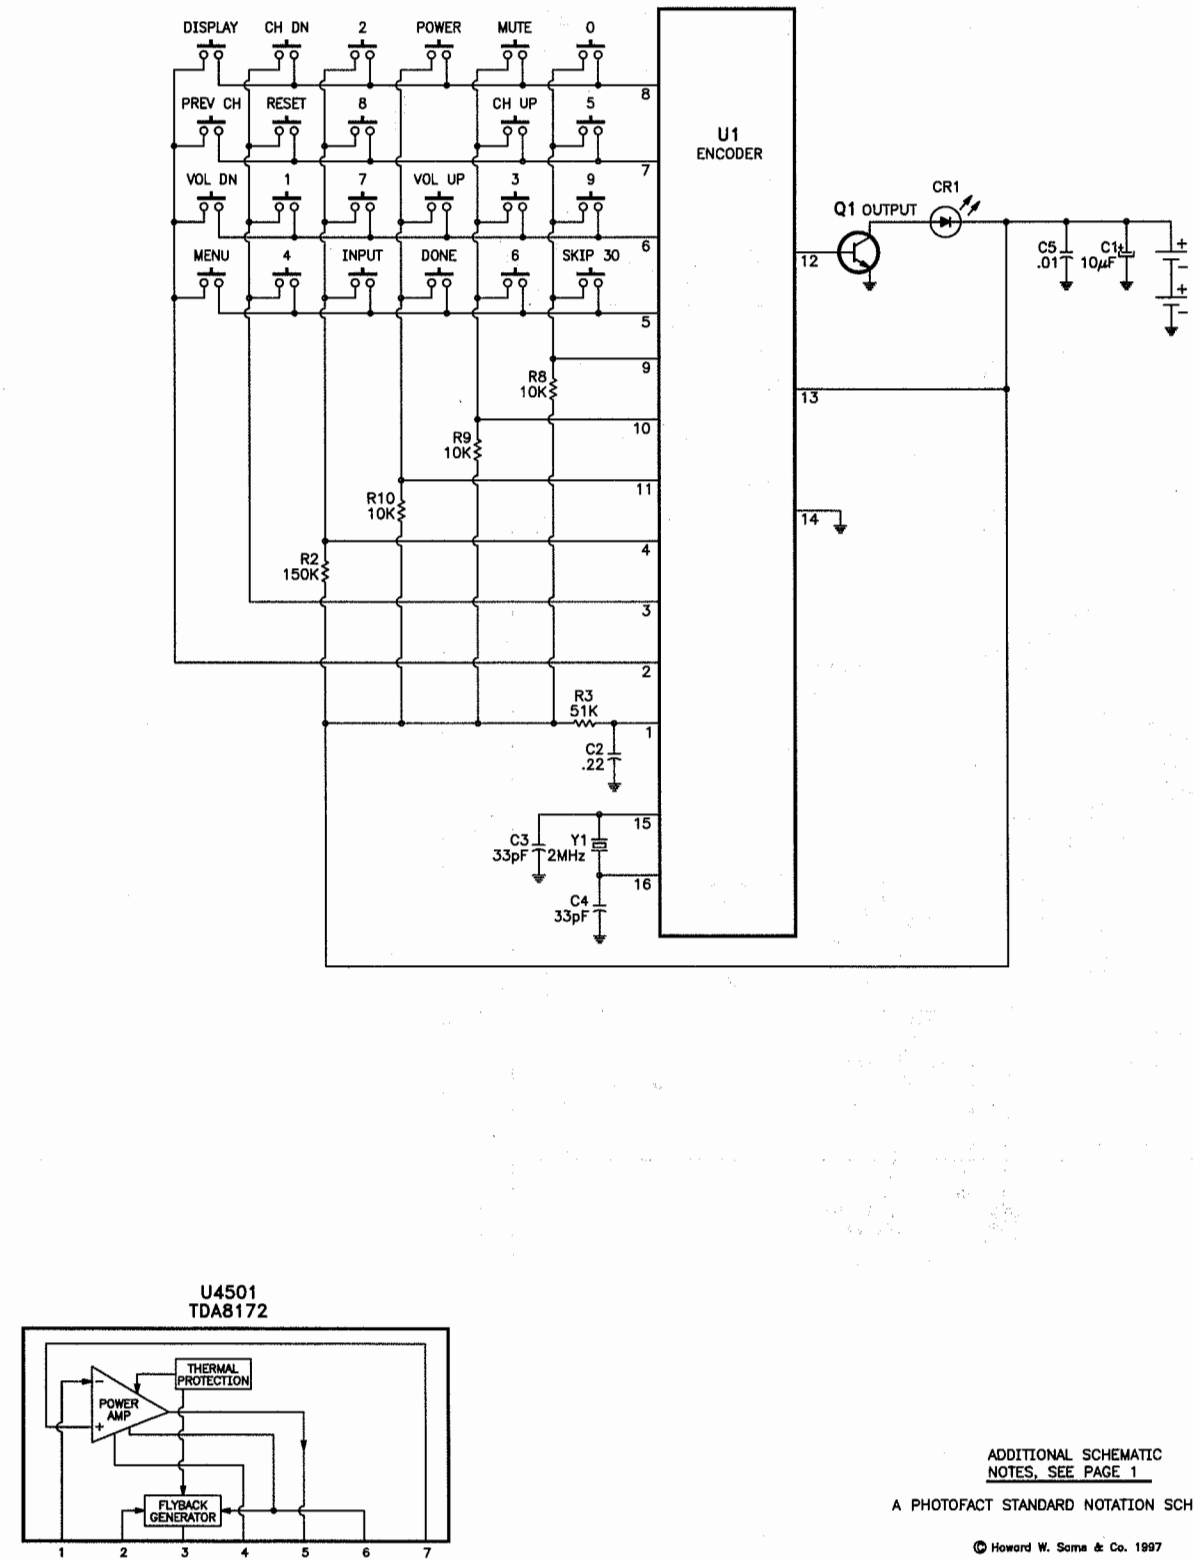 DISPLAY CH DN 2 POWER MUTE 0
8
PREV CH RESET 8 CH UP 5
7
U1
ENCODER
VOL DN 1 7 VOL UP 3 9
6
MENU 4 INPUT DONE 6 SKIP 30
5
9
R8
10K
10
R9
10K
11
R10
10K
4
R2
150K
3
2
R3
51K
1
C2
.22
15
C3
33pF
Y1
2MHz
16
C4
33pF
12
Q1 OUTPUT
CR1
C5
.01
C1
+
10µF
+
-
+
-
13
14
U4501
TDA8172
THERMAL
PROTECTION
-
POWER
AMP
+
FLYBACK
GENERATOR
1 2 3 4 5 6 7
ADDITIONAL SCHEMATIC
NOTES, SEE PAGE 1
A PHOTOFACT STANDARD NOTATION SCH
© Howard W. Sams & Co. 1997